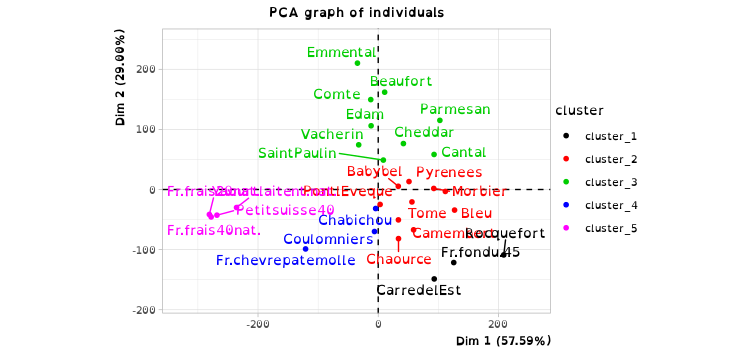 PCA graph of individuals
Dim 2 (29.00%)
200
100
0
-100
-200
Emmental
Beaufort
Comte
Parmesan
Edam
Vacherin
Cheddar
SaintPaulin
Cantal
Babybel
Pyrenees
PontLEveque
Morbier
Petitsuisse40
Tome
Bleu
Chabichou
Fr.frais40nat.
Camembert
Rocquefort
Coulomniers
Fr.fondu.45
Fr.chevrepatemolle
Chaource
CarredelEst
-200
0
200
Dim 1 (57.59%)
cluster
cluster_1
cluster_2
cluster_3
cluster_4
cluster_5